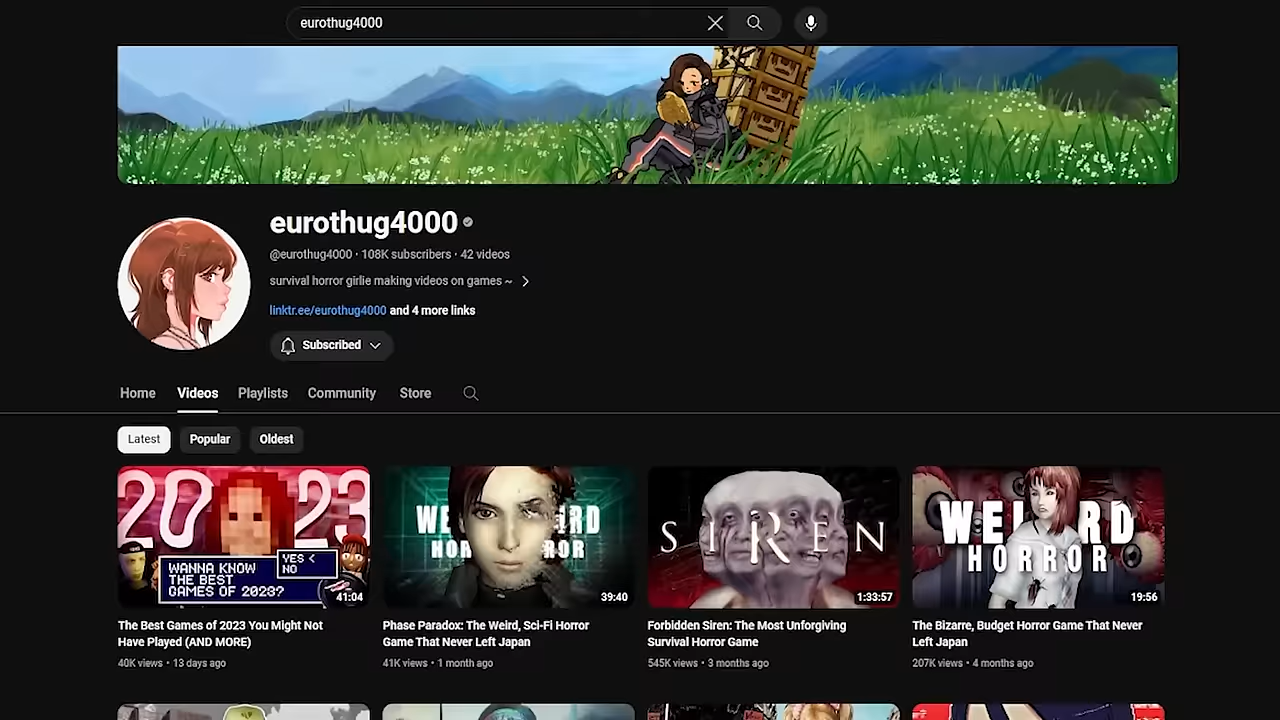 eurothug4000
eurothug4000
@eurothug4000 · 108K subscribers · 42 videos
survival horror girlie making videos on games ~
linktr.ee/eurothug4000 and 4 more links
Subscribed
Home Videos Playlists Community Store
Latest Popular Oldest
2023
YES <
NO
WANNA KNOW
THE BEST
GAMES OF 2023?
41:04
WEIRD
HORROR
39:40
SIREN
1:33:57
WEIRD
HORROR
19:56
The Best Games of 2023 You Might Not
Have Played (AND MORE)
40K views • 13 days ago
Phase Paradox: The Weird, Sci-Fi Horror
Game That Never Left Japan
41K views • 1 month ago
Forbidden Siren: The Most Unforgiving
Survival Horror Game
545K views • 3 months ago
The Bizarre, Budget Horror Game That Never
Left Japan
207K views • 4 months ago